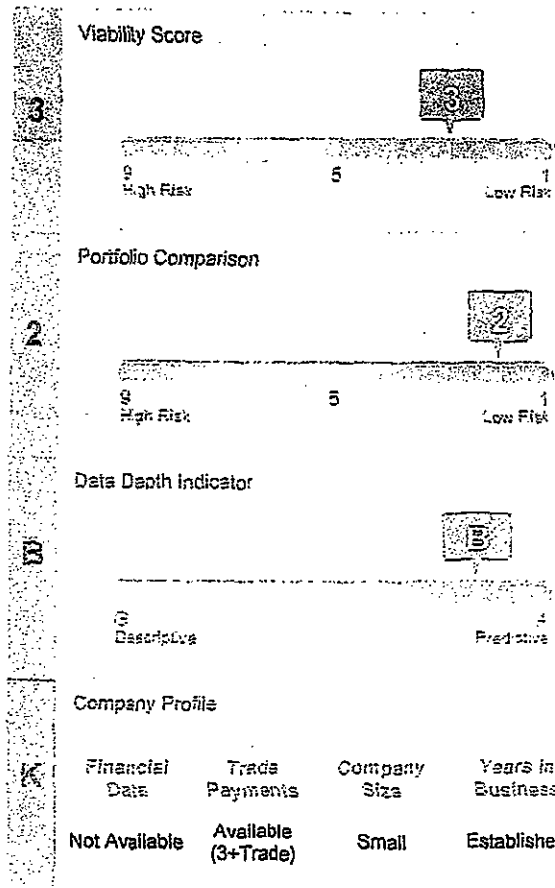 Viability Score
3
3
9 5 1
High Risk Low Risk
Portfolio Comparison
2
2
9 5 1
High Risk Low Risk
Data Depth Indicator
B
B
G A
Descriptive Predictive
Company Profile
K
Financial Trade Company Years in
Data Payments Size Business
Not Available Available Small Establishe
(3+Trade)